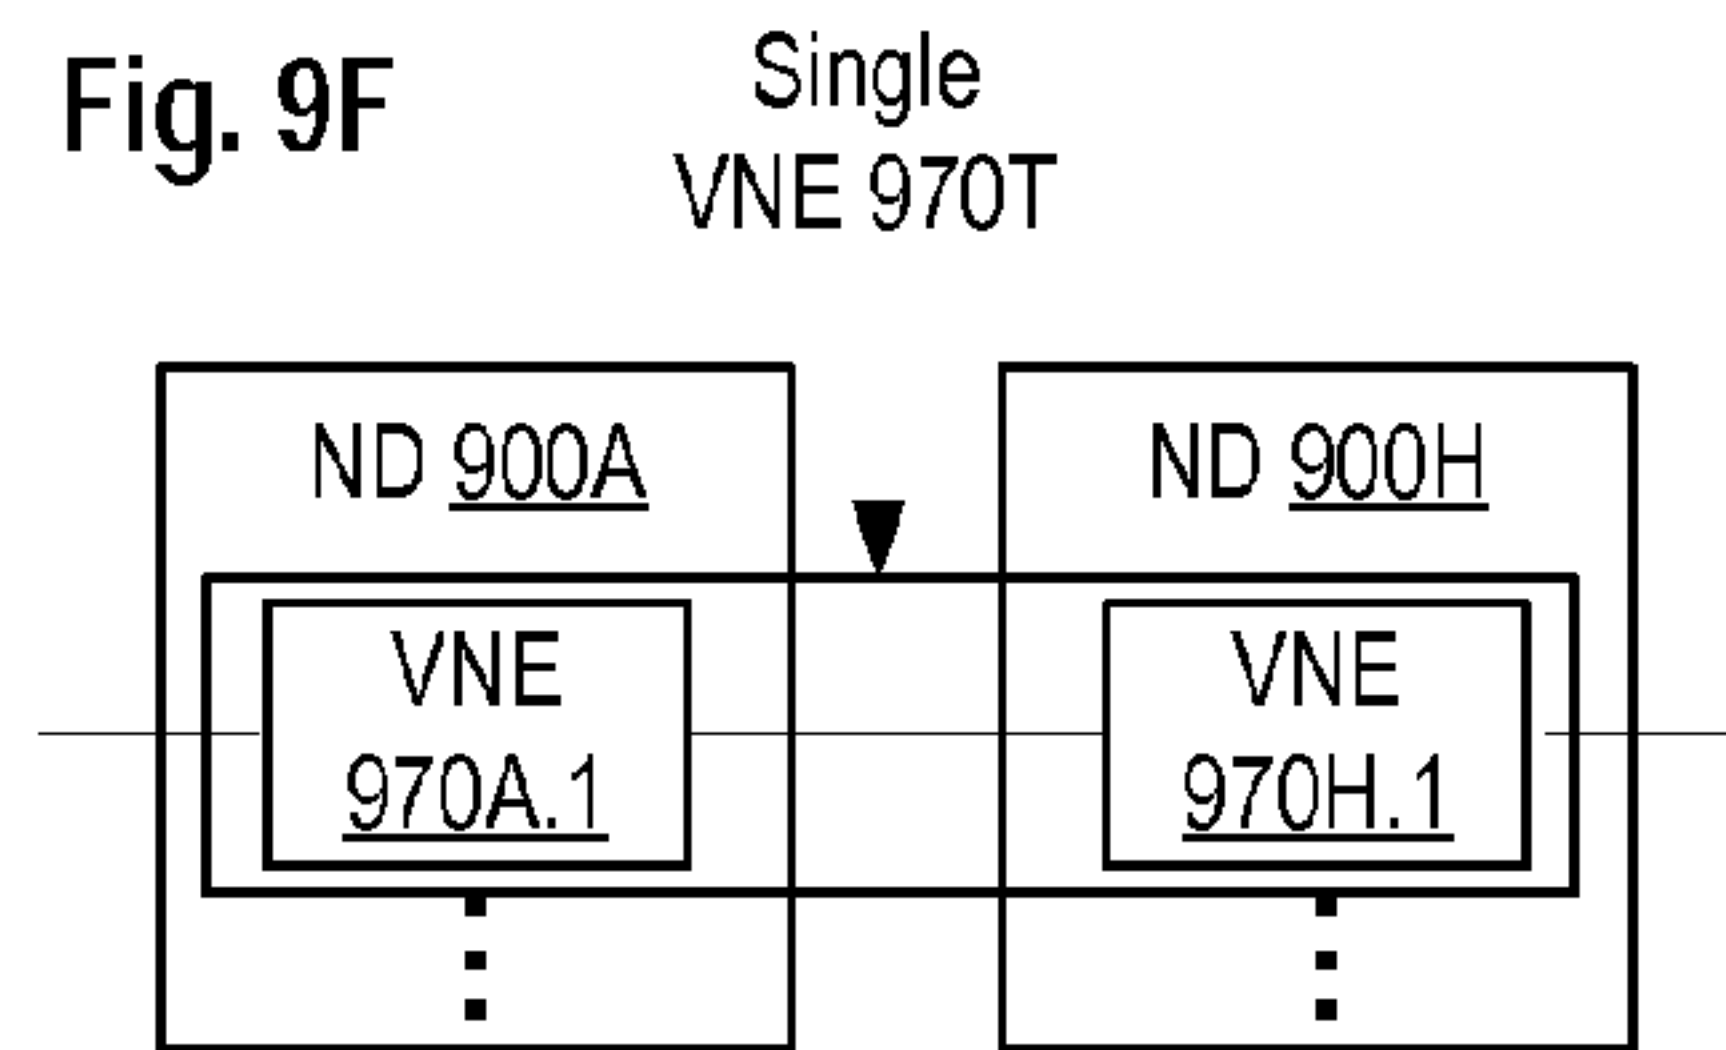 Fig. 9F
Single
VNE 970T
ND 900A
ND 900H
VNE
970A.1
VNE
970H.1